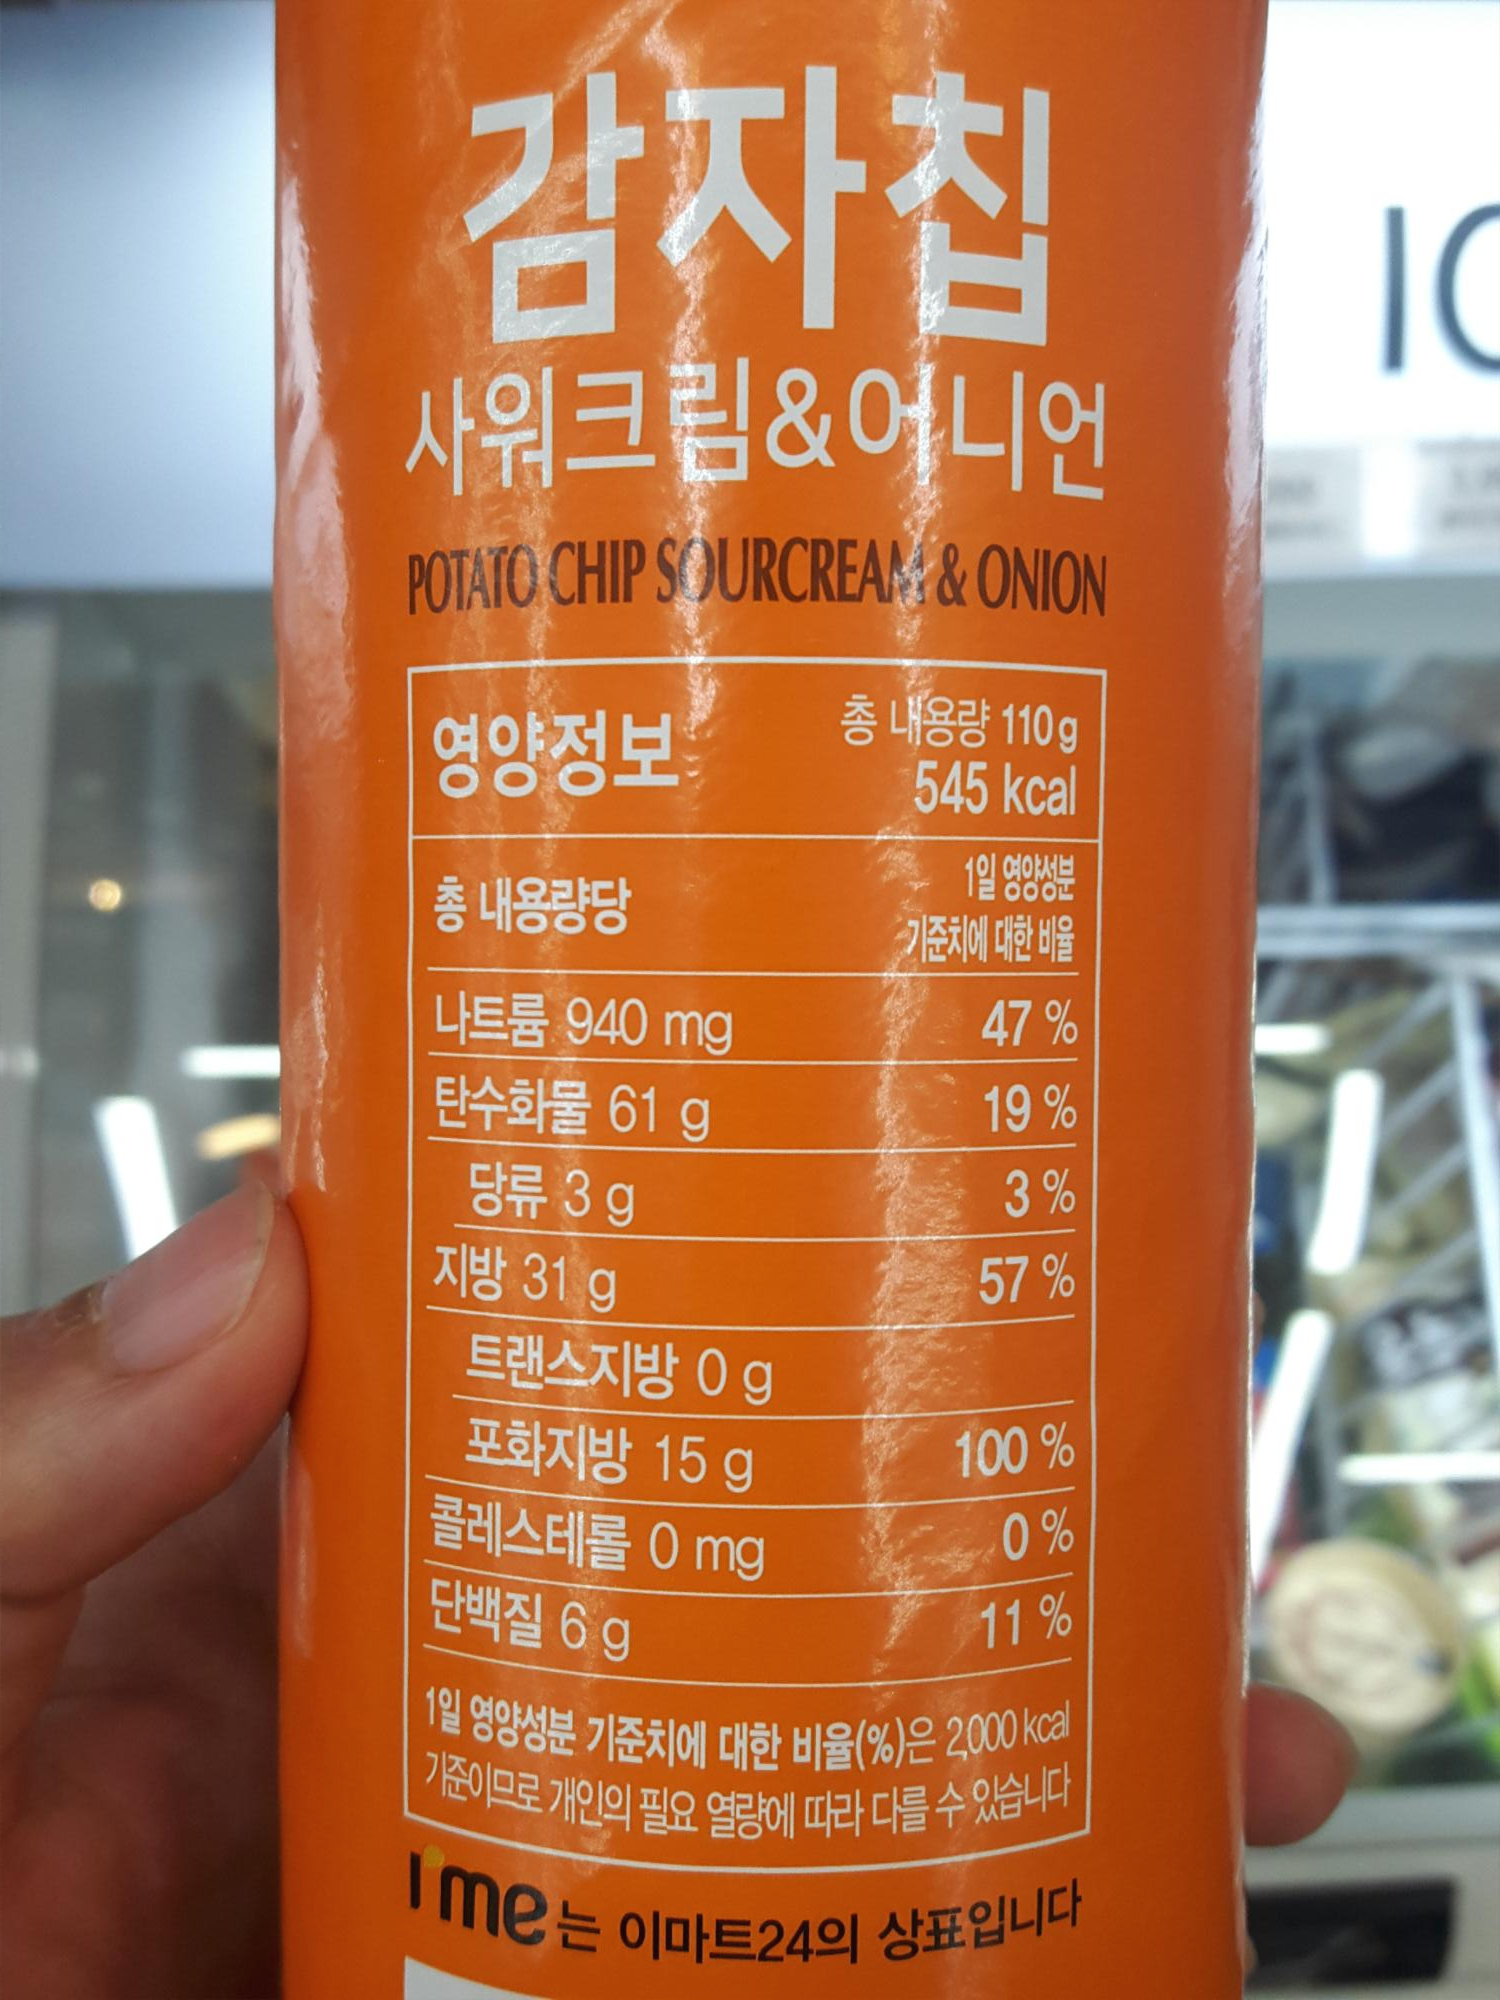 감자칩
사워크림&어니언
POTATO CHIP SOURCREAM & ONION
영양정보
총 내용량 110 g
545 kcal
총 내용량당
1일 영양성분
기준치에 대한 비율
나트륨 940 mg 47 %
탄수화물 61 g 19 %
당류 3 g 3 %
지방 31 g 57 %
트랜스지방 0 g
포화지방 15 g 100 %
콜레스테롤 0 mg 0 %
단백질 6 g 11 %
1일 영양성분 기준치에 대한 비율(%)은 2,000 kcal
기준이므로 개인의 필요 열량에 따라 다를 수 있습니다
I'me는 이마트24의 상표입니다